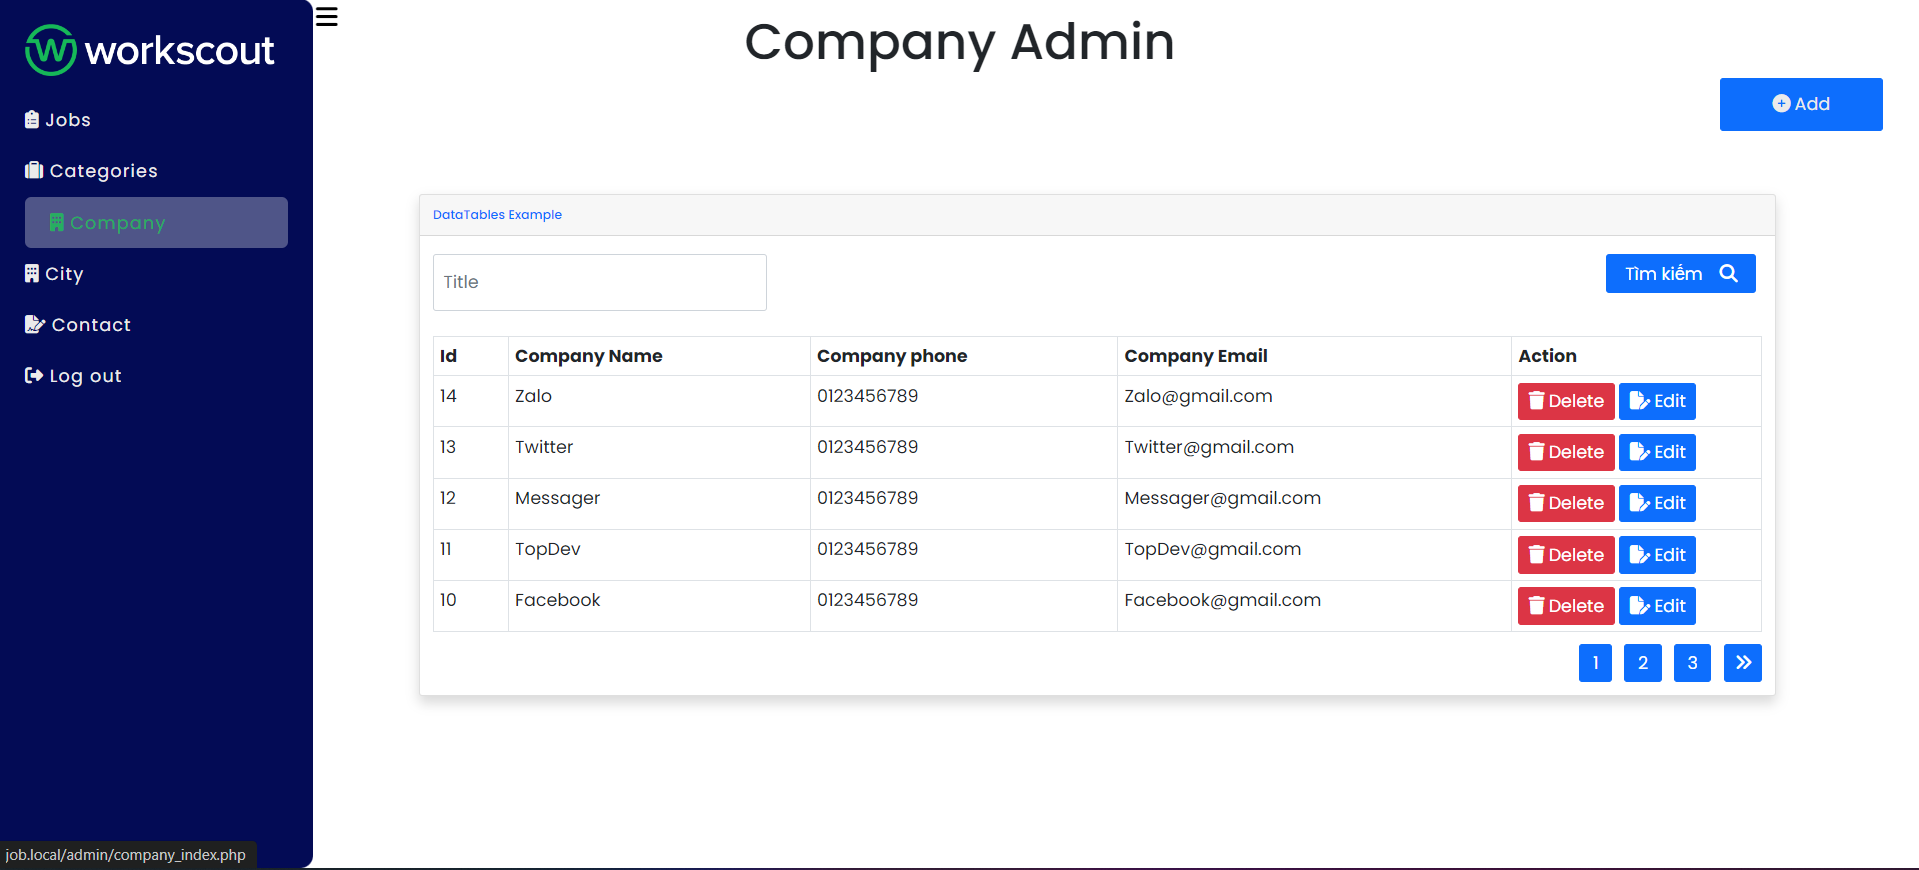 workscout
Jobs
Categories
Company
City
Contact
Log out
Company Admin
Add
DataTables Example
Title
Tìm kiếm
Id Company Name Company phone Company Email Action
14 Zalo 0123456789 Zalo@gmail.com Delete Edit
13 Twitter 0123456789 Twitter@gmail.com Delete Edit
12 Messager 0123456789 Messager@gmail.com Delete Edit
11 TopDev 0123456789 TopDev@gmail.com Delete Edit
10 Facebook 0123456789 Facebook@gmail.com Delete Edit
1 2 3 »
job.local/admin/company_index.php